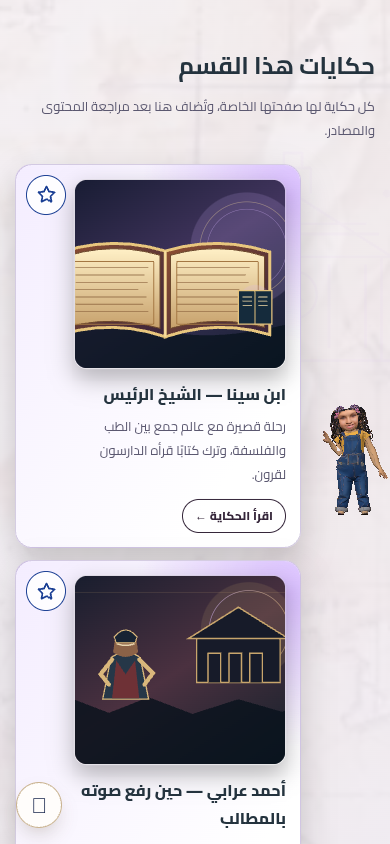 حكايات هذا القسم
كل حكاية لها صفحتها الخاصة، وتُضاف هنا بعد مراجعة المحتوى
والمصادر.
ابن سينا — الشيخ الرئيس
رحلة قصيرة مع عالم جمع بين الطب
والفلسفة، وترك كتابًا قرأه الدارسون
لقرون.
اقرأ الحكاية ←
أحمد عرابي — حين رفع صوته
بالمطالب